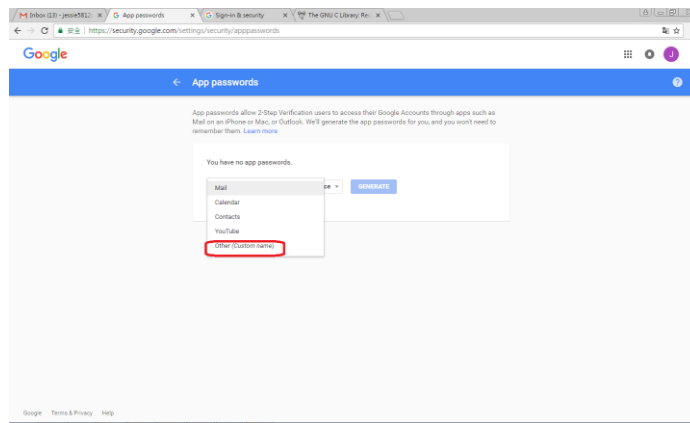 Inbox (23) - jessie5812
G App passwords
G Sign-in & security
The GNU C Library: Re
安全 | https://security.google.com/settings/security/apppasswords
Google
J
App passwords
App passwords allow 2-Step Verification users to access their Google Accounts through apps such as
Mail on an iPhone or Mac, or Outlook. We'll generate the app passwords for you, and you won't need to
remember them. Learn more
You have no app passwords.
Mail
ce
GENERATE
Calendar
Contacts
YouTube
Other (Custom name)
Google Terms & Privacy Help